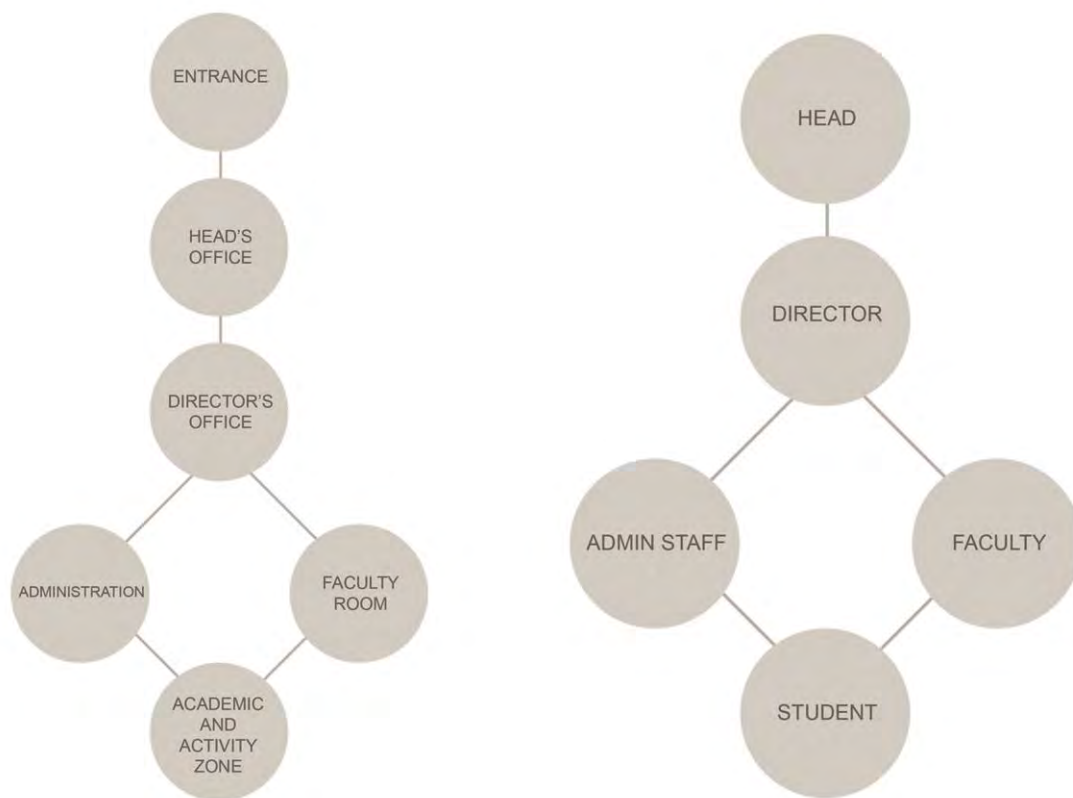 ENTRANCE
HEAD'S
OFFICE
DIRECTOR'S
OFFICE
ADMINISTRATION
FACULTY
ROOM
ACADEMIC
AND
ACTIVITY
ZONE
HEAD
DIRECTOR
ADMIN STAFF
FACULTY
STUDENT